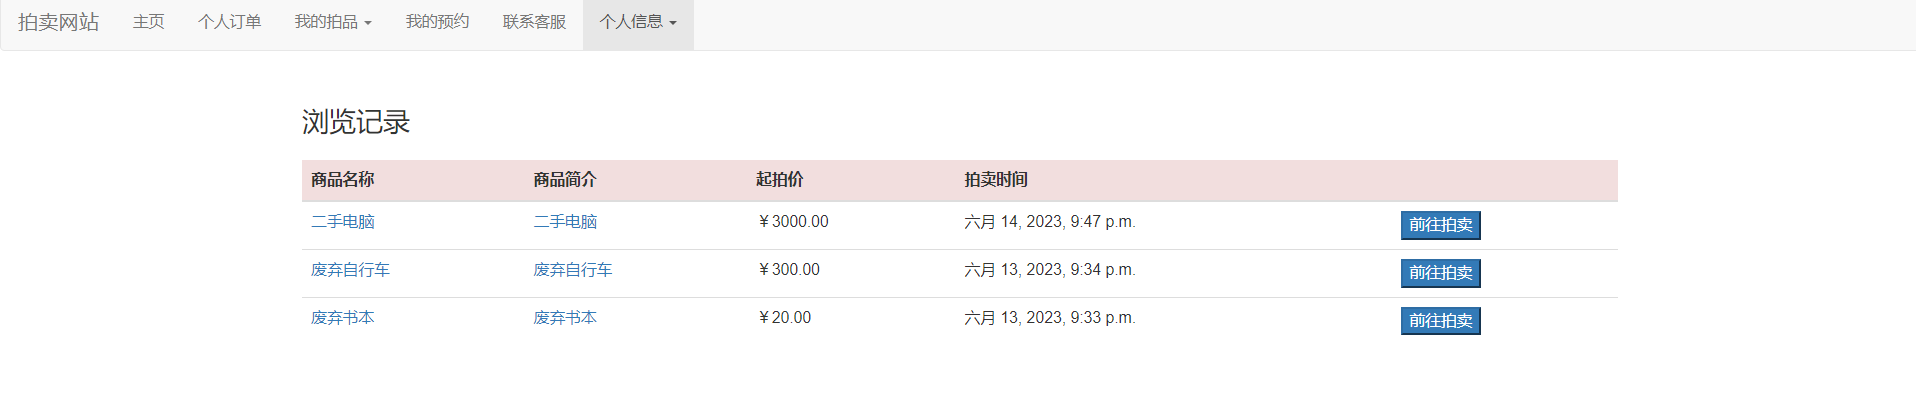 拍卖网站 主页 个人订单 我的拍品 我的预约 联系客服 个人信息
浏览记录
商品名称 商品简介 起拍价 拍卖时间
二手电脑 二手电脑 ￥3000.00 六月 14, 2023, 9:47 p.m. 前往拍卖
废弃自行车 废弃自行车 ￥300.00 六月 13, 2023, 9:34 p.m. 前往拍卖
废弃书本 废弃书本 ￥20.00 六月 13, 2023, 9:33 p.m. 前往拍卖